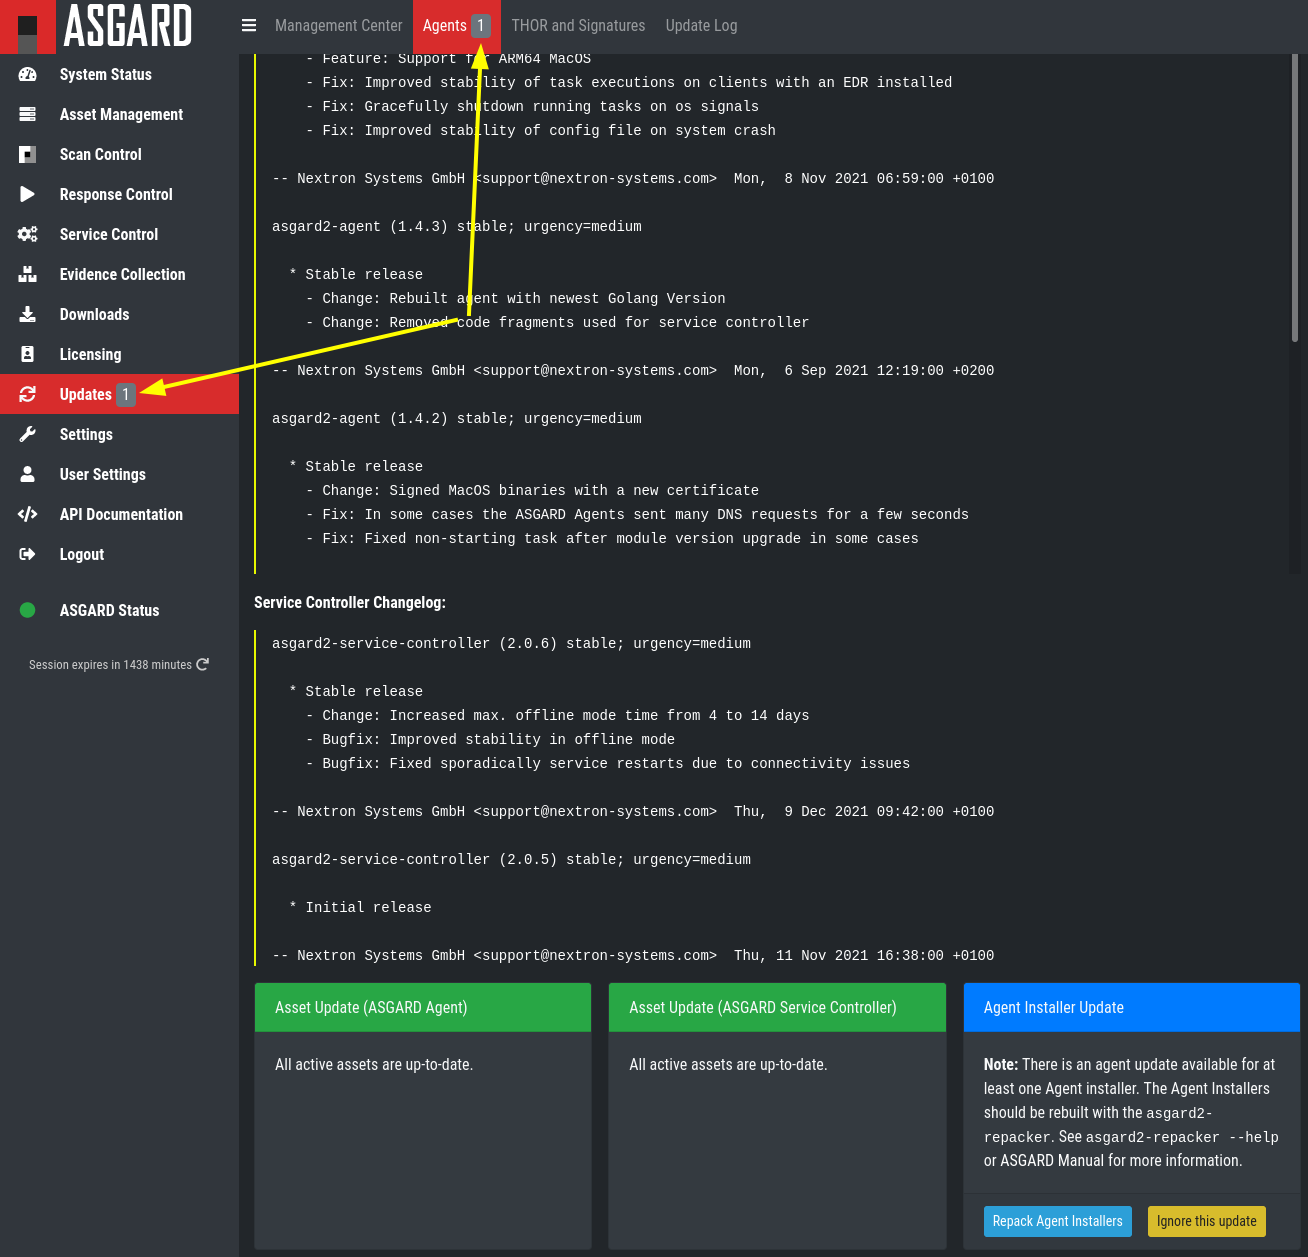 ASGARD
Management Center
Agents 1
THOR and Signatures
Update Log
System Status
Asset Management
Scan Control
Response Control
Service Control
Evidence Collection
Downloads
Licensing
Updates 1
Settings
User Settings
API Documentation
Logout
ASGARD Status
Session expires in 1438 minutes
- Feature: Support for ARM64 MacOS
- Fix: Improved stability of task executions on clients with an EDR installed
- Fix: Gracefully shutdown running tasks on os signals
- Fix: Improved stability of config file on system crash
-- Nextron Systems GmbH <support@nextron-systems.com>  Mon,  8 Nov 2021 06:59:00 +0100
asgard2-agent (1.4.3) stable; urgency=medium
* Stable release
- Change: Rebuilt agent with newest Golang Version
- Change: Removed code fragments used for service controller
-- Nextron Systems GmbH <support@nextron-systems.com>  Mon,  6 Sep 2021 12:19:00 +0200
asgard2-agent (1.4.2) stable; urgency=medium
* Stable release
- Change: Signed MacOS binaries with a new certificate
- Fix: In some cases the ASGARD Agents sent many DNS requests for a few seconds
- Fix: Fixed non-starting task after module version upgrade in some cases
Service Controller Changelog:
asgard2-service-controller (2.0.6) stable; urgency=medium
* Stable release
- Change: Increased max. offline mode time from 4 to 14 days
- Bugfix: Improved stability in offline mode
- Bugfix: Fixed sporadically service restarts due to connectivity issues
-- Nextron Systems GmbH <support@nextron-systems.com>  Thu,  9 Dec 2021 09:42:00 +0100
asgard2-service-controller (2.0.5) stable; urgency=medium
* Initial release
-- Nextron Systems GmbH <support@nextron-systems.com>  Thu, 11 Nov 2021 16:38:00 +0100
Asset Update (ASGARD Agent)
All active assets are up-to-date.
Asset Update (ASGARD Service Controller)
All active assets are up-to-date.
Agent Installer Update
Note: There is an agent update available for at
least one Agent installer. The Agent Installers
should be rebuilt with the asgard2-
repacker. See asgard2-repacker --help
or ASGARD Manual for more information.
Repack Agent Installers
Ignore this update